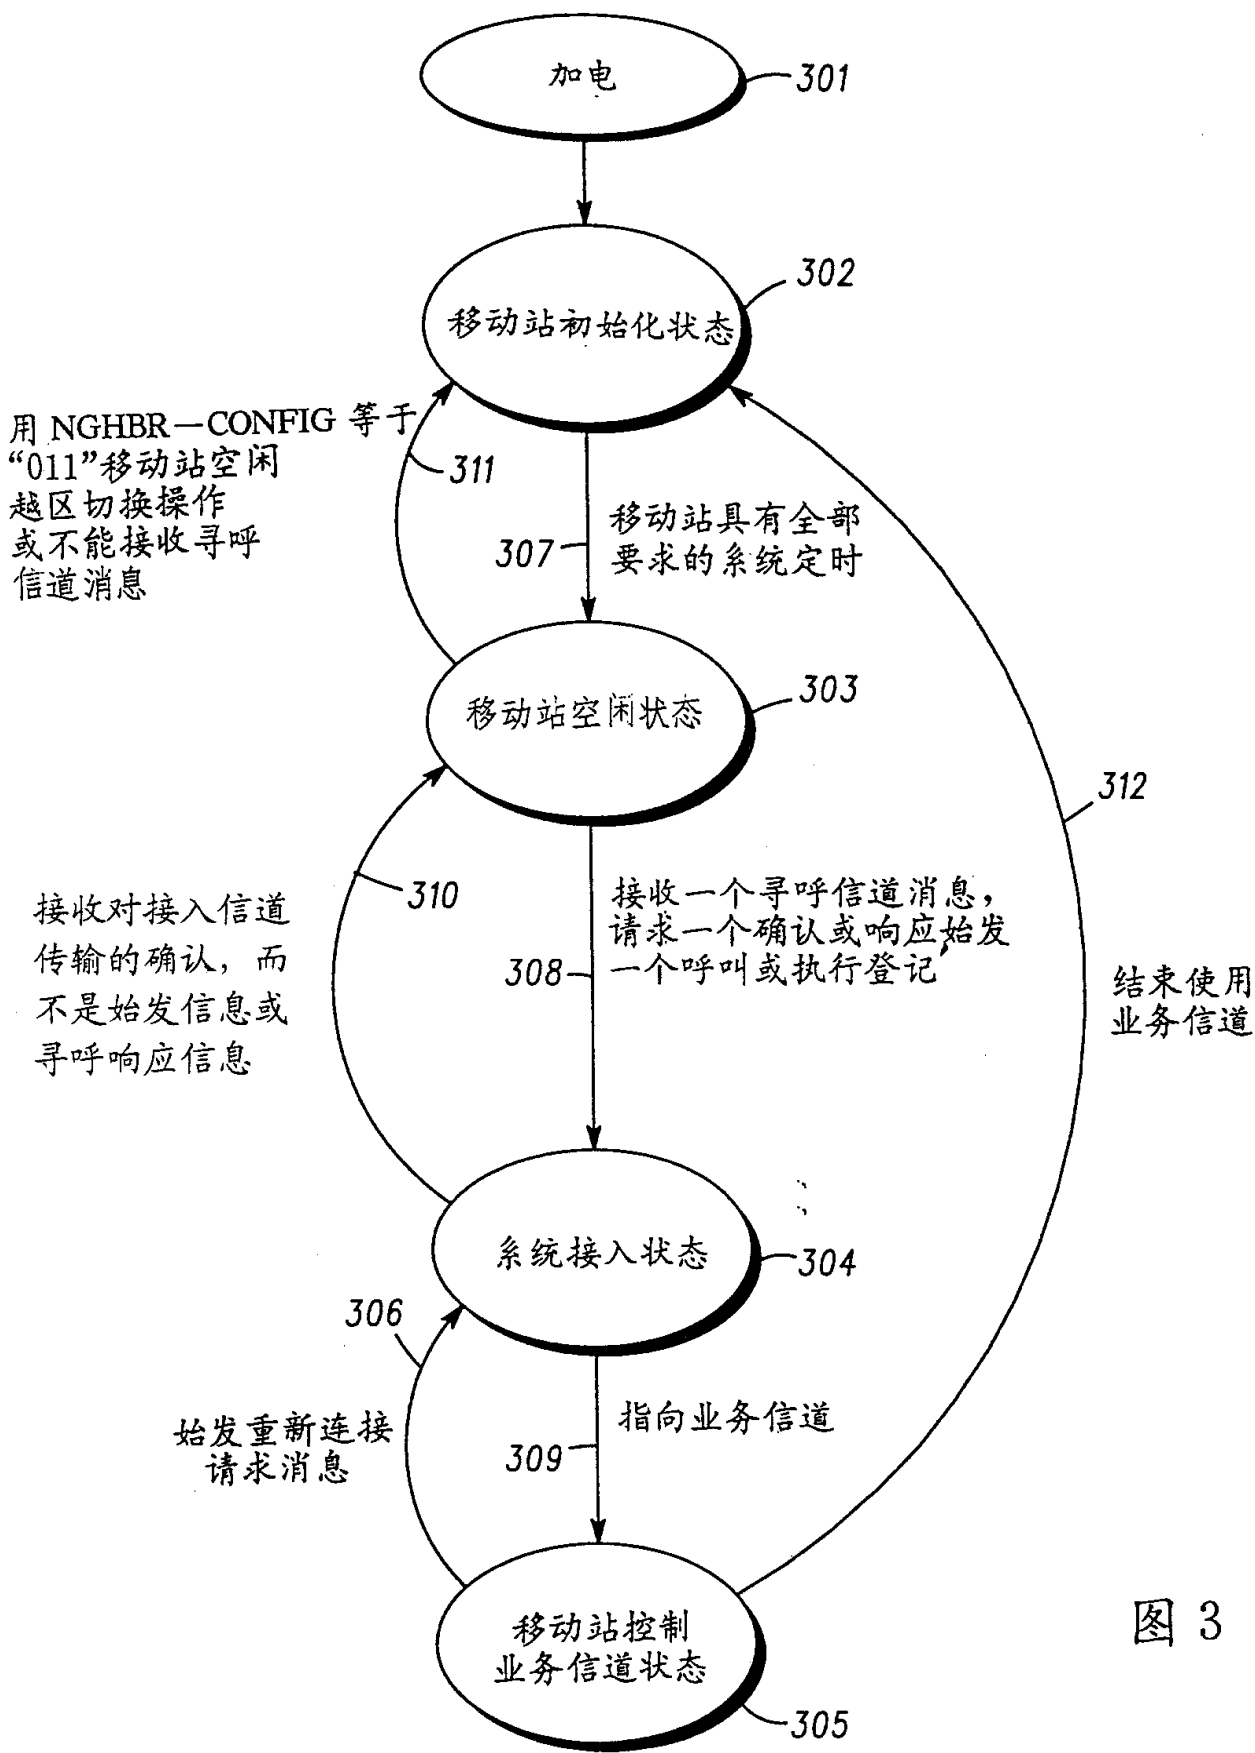 加电
301
302
移动站初始化状态
用 NGHBR－CONFIG 等于
“011”移动站空闲
越区切换操作
或不能接收寻呼
信道消息
311
307
移动站具有全部
要求的系统定时
303
移动站空闲状态
312
310
接收对接入信道
传输的确认，而
不是始发信息或
寻呼响应信息
308
接收一个寻呼信道消息，
请求一个确认或响应始发
一个呼叫或执行登记
结束使用
业务信道
系统接入状态
304
306
始发重新连接
请求消息
309
指向业务信道
移动站控制
业务信道状态
305
图 3